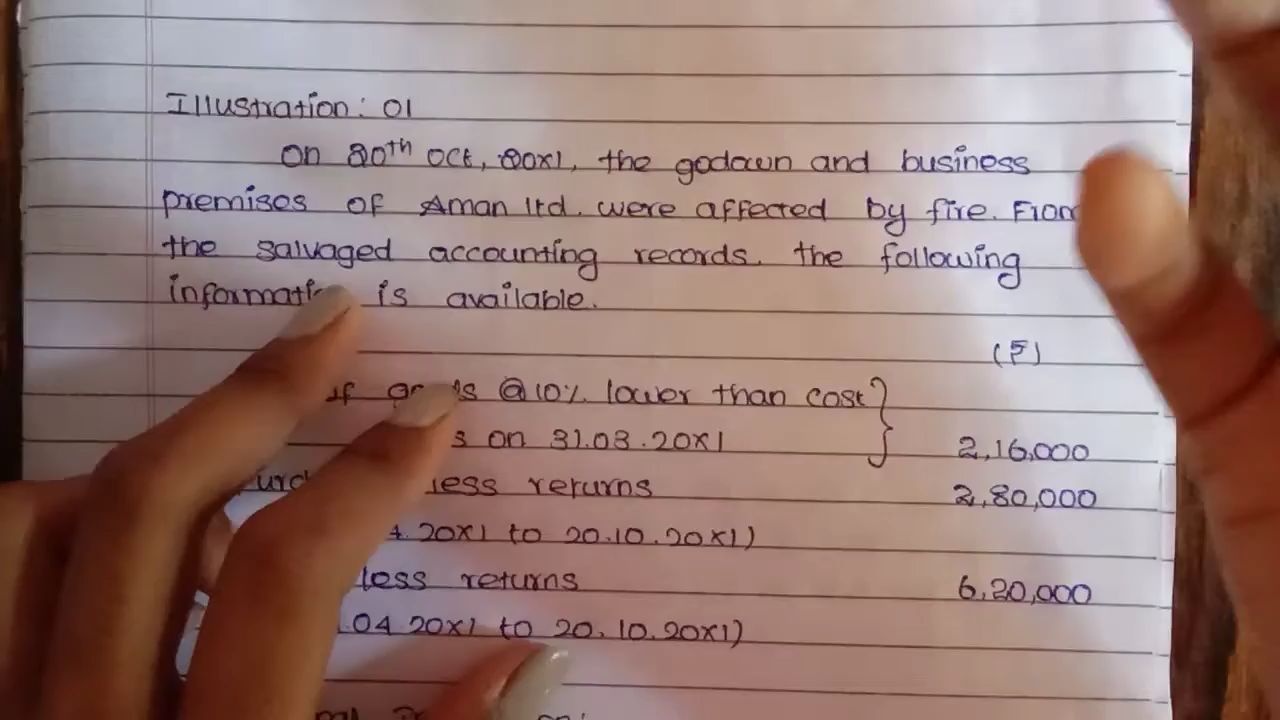 Illustration: 01
On 20th Oct, 20x1, the godown and business
premises of Aman ltd. were affected by fire. From
the salvaged accounting records, the following
is available.
(₹)
@ 10% lower than cost
on 31.03.20x1 2,16,000
less returns 2,80,000
20x1 to 20.10.20x1)
less returns 6,20,000
.04.20x1 to 20.10.20x1)